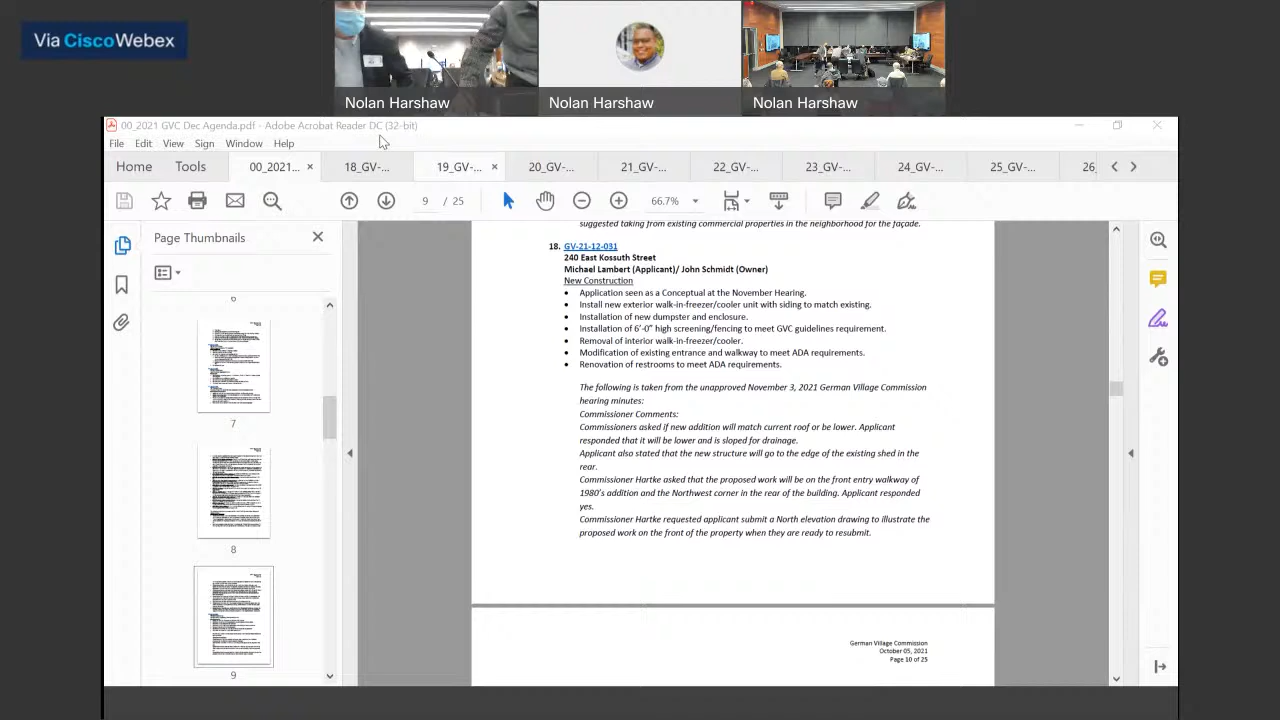 Via CiscoWebex
Nolan Harshaw
Nolan Harshaw
Nolan Harshaw
00_2021 GVC Dec Agenda.pdf - Adobe Acrobat Reader DC (32-bit)
File Edit View Sign Window Help
Home Tools 00_2021... × 18_GV-... 19_GV-... × 20_GV-... 21_GV-... 22_GV-... 23_GV-... 24_GV-... 25_GV-... 26_
9 / 25 66.7%
Page Thumbnails
6
7
8
9
suggested taking from existing commercial properties in the neighborhood for the façade.
18. GV-21-12-031
240 East Kossuth Street
Michael Lambert (Applicant)/ John Schmidt (Owner)
New Construction
• Application seen as a Conceptual at the November Hearing.
• Install new exterior walk-in-freezer/cooler unit with siding to match existing.
• Installation of new dumpster and enclosure.
• Installation of 6'-0" high screening/fencing to meet GVC guidelines requirement.
• Removal of interior walk-in-freezer/cooler.
• Modification of existing entrance and walkway to meet ADA requirements.
• Renovation of restrooms to meet ADA requirements.
The following is taken from the unapproved November 3, 2021 German Village Commission
hearing minutes:
Commissioner Comments:
Commissioners asked if new addition will match current roof or be lower. Applicant
responded that it will be lower and is sloped for drainage.
Applicant also stated that the new structure will go to the edge of the existing shed in the
rear.
Commissioner Hartke asked that the proposed work will be on the front entry walkway of
1980's addition and the Northwest corner in the rear of the building. Applicant responded
yes.
Commissioner Hartke requested applicant submit a North elevation drawing to illustrate the
proposed work on the front of the property when they are ready to resubmit.
German Village Commission
October 05, 2021
Page 10 of 25